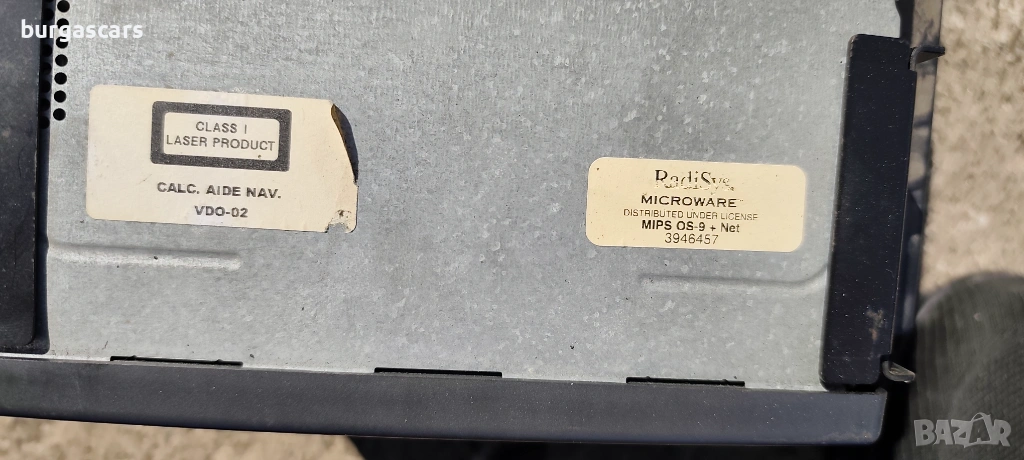 burgascars
CLASS I
LASER PRODUCT
CALC. AIDE NAV.
VDO-02
RadiSys
MICROWARE™
DISTRIBUTED UNDER LICENSE
MIPS OS-9 + Net
3946457
BAZAR